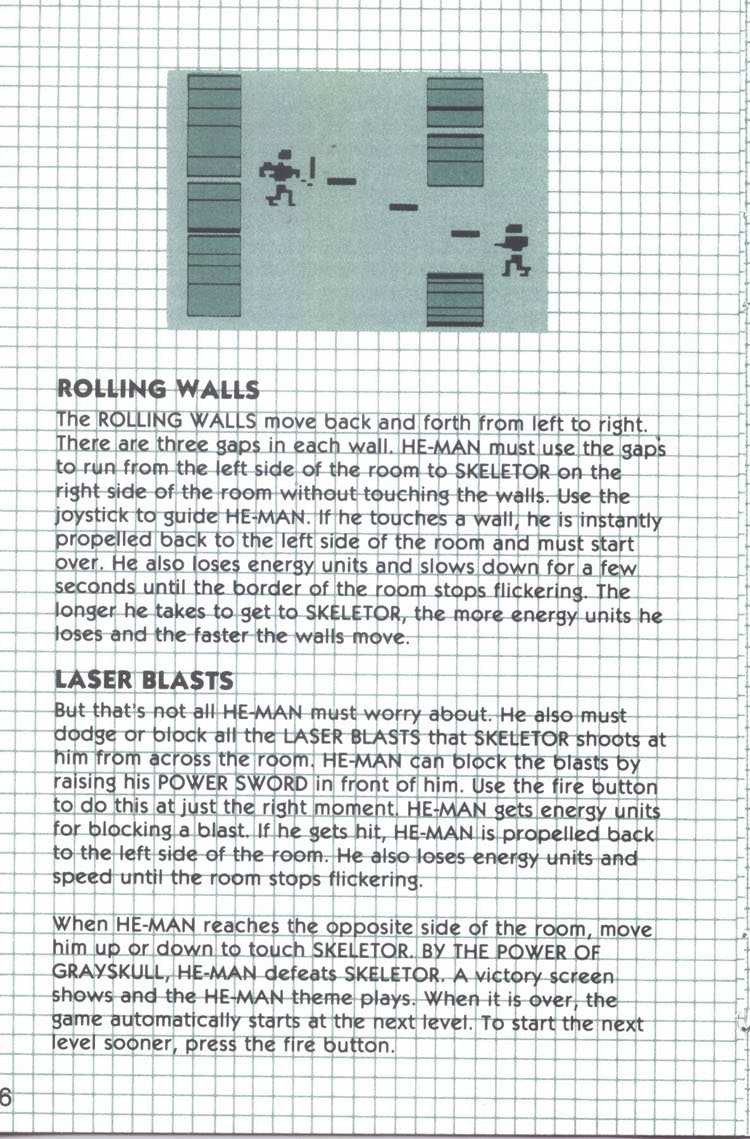 ROLLING WALLS
The ROLLING WALLS move back and forth from left to right.
There are three gaps in each wall. HE-MAN must use the gaps
to run from the left side of the room to SKELETOR on the
right side of the room without touching the walls. Use the
joystick to guide HE-MAN. If he touches a wall, he is instantly
propelled back to the left side of the room and must start
over. He also loses energy units and slows down for a few
seconds until the border of the room stops flickering. The
longer he takes to get to SKELETOR, the more energy units he
loses and the faster the walls move.
LASER BLASTS
But that's not all HE-MAN must worry about. He also must
dodge or block all the LASER BLASTS that SKELETOR shoots at
him from across the room. HE-MAN can block the blasts by
raising his POWER SWORD in front of him. Use the fire button
to do this at just the right moment. HE-MAN gets energy units
for blocking a blast. If he gets hit, HE-MAN is propelled back
to the left side of the room. He also loses energy units and
speed until the room stops flickering.
When HE-MAN reaches the opposite side of the room, move
him up or down to touch SKELETOR. BY THE POWER OF
GRAYSKULL, HE-MAN defeats SKELETOR. A victory screen
shows and the HE-MAN theme plays. When it is over, the
game automatically starts at the next level. To start the next
level sooner, press the fire button.
6